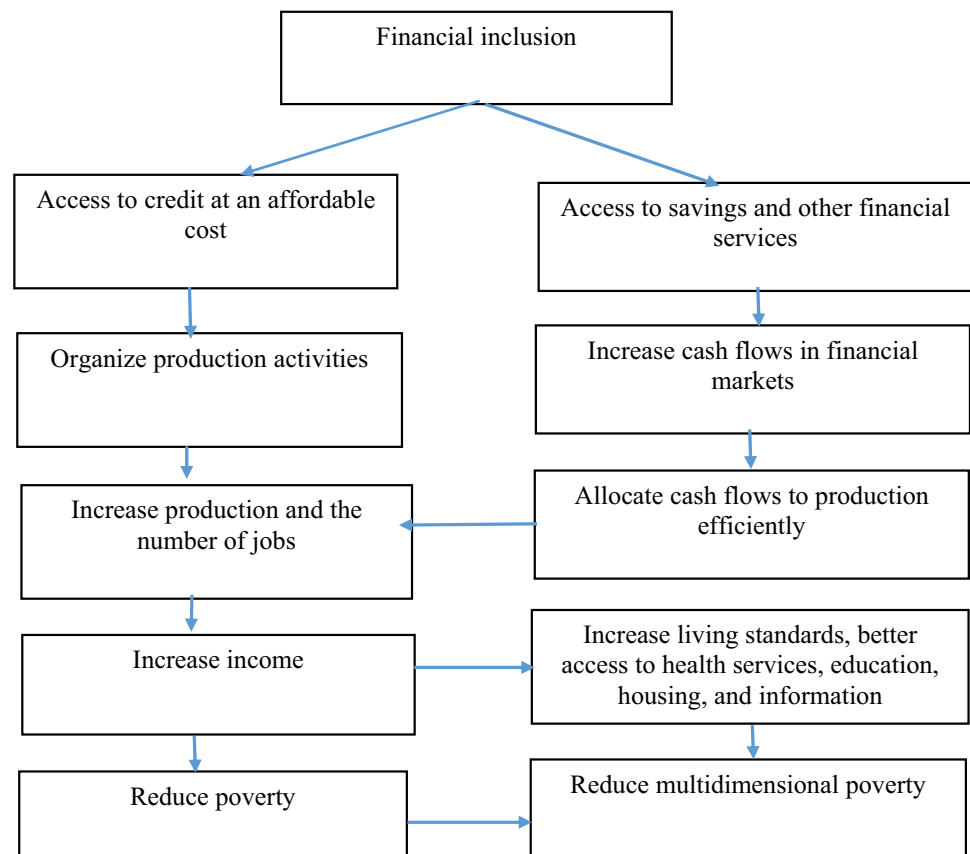 Financial inclusion
Access to credit at an affordable
cost
Access to savings and other financial
services
Organize production activities
Increase cash flows in financial
markets
Increase production and the
number of jobs
Allocate cash flows to production
efficiently
Increase income
Increase living standards, better
access to health services, education,
housing, and information
Reduce poverty
Reduce multidimensional poverty